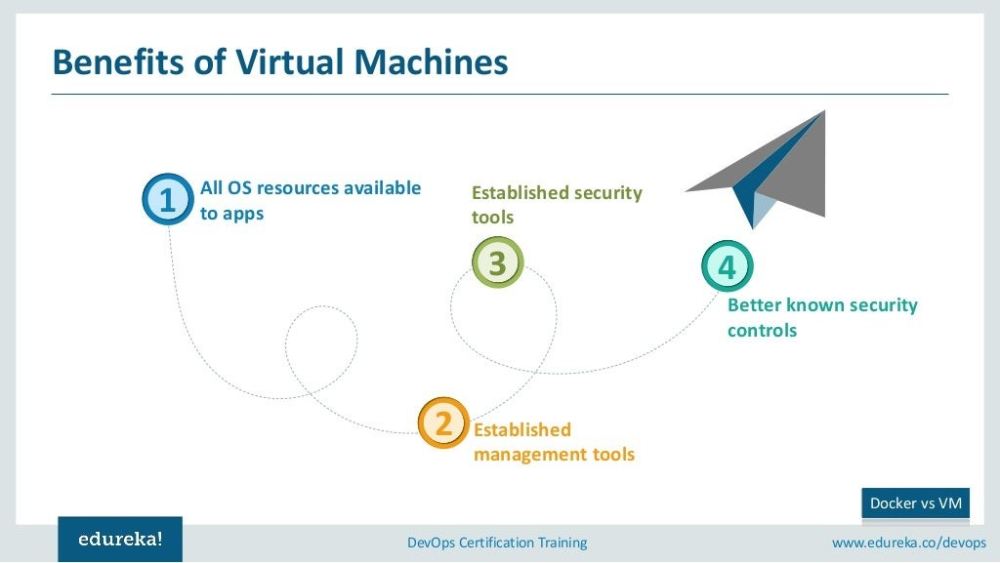 Benefits of Virtual Machines
1
All OS resources available
to apps
2
Established
management tools
3
Established security
tools
4
Better known security
controls
Docker vs VM
edureka!
DevOps Certification Training
www.edureka.co/devops